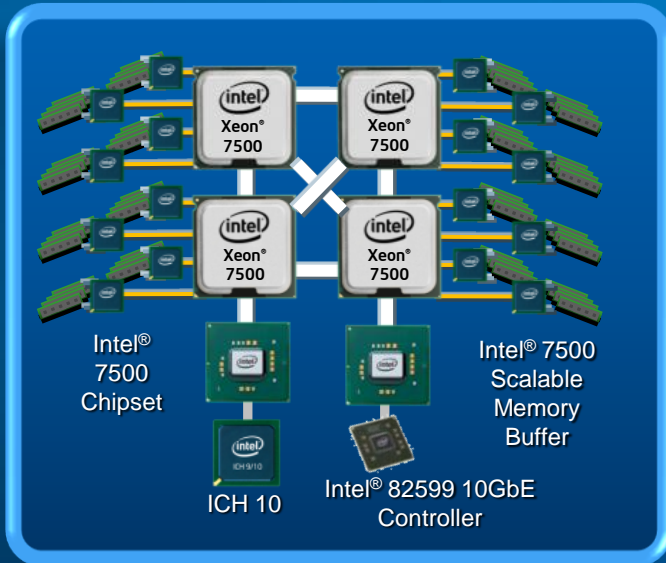 intel
Xeon®
7500
intel
Xeon®
7500
intel
Xeon®
7500
intel
Xeon®
7500
Intel®
7500
Chipset
intel
ICH 9/10
ICH 10
Intel® 82599 10GbE
Controller
Intel® 7500
Scalable
Memory
Buffer